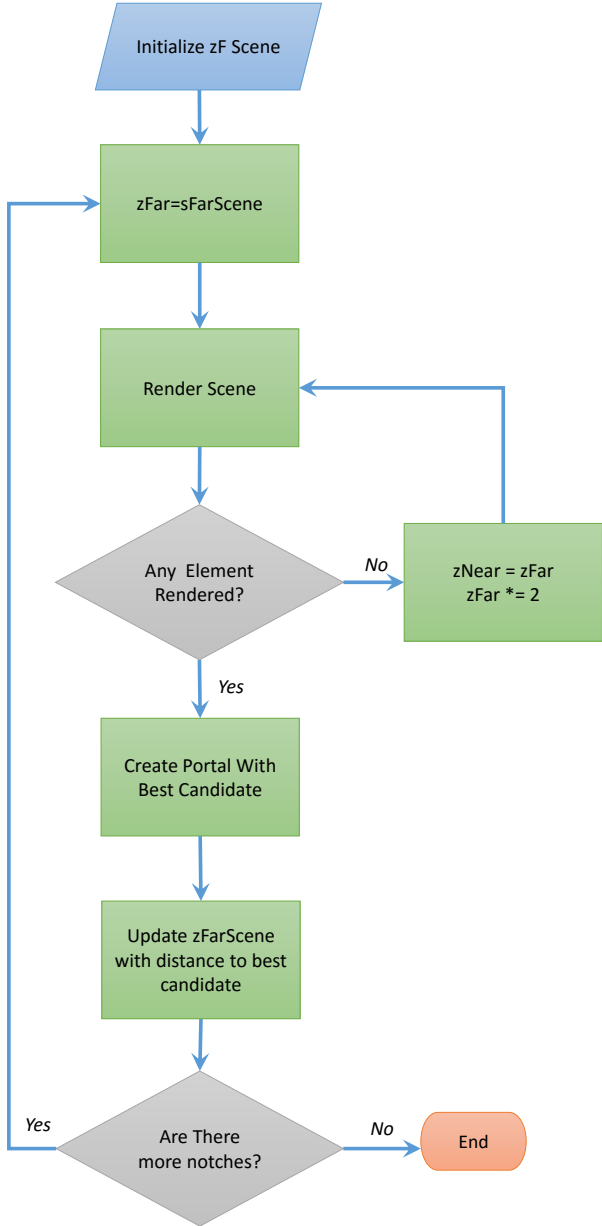 Initialize zF Scene
zFar=sFarScene
Render Scene
Any Element
Rendered?
No
zNear = zFar
zFar *= 2
Yes
Create Portal With
Best Candidate
Update zFarScene
with distance to best
candidate
Yes
Are There
more notches?
No
End